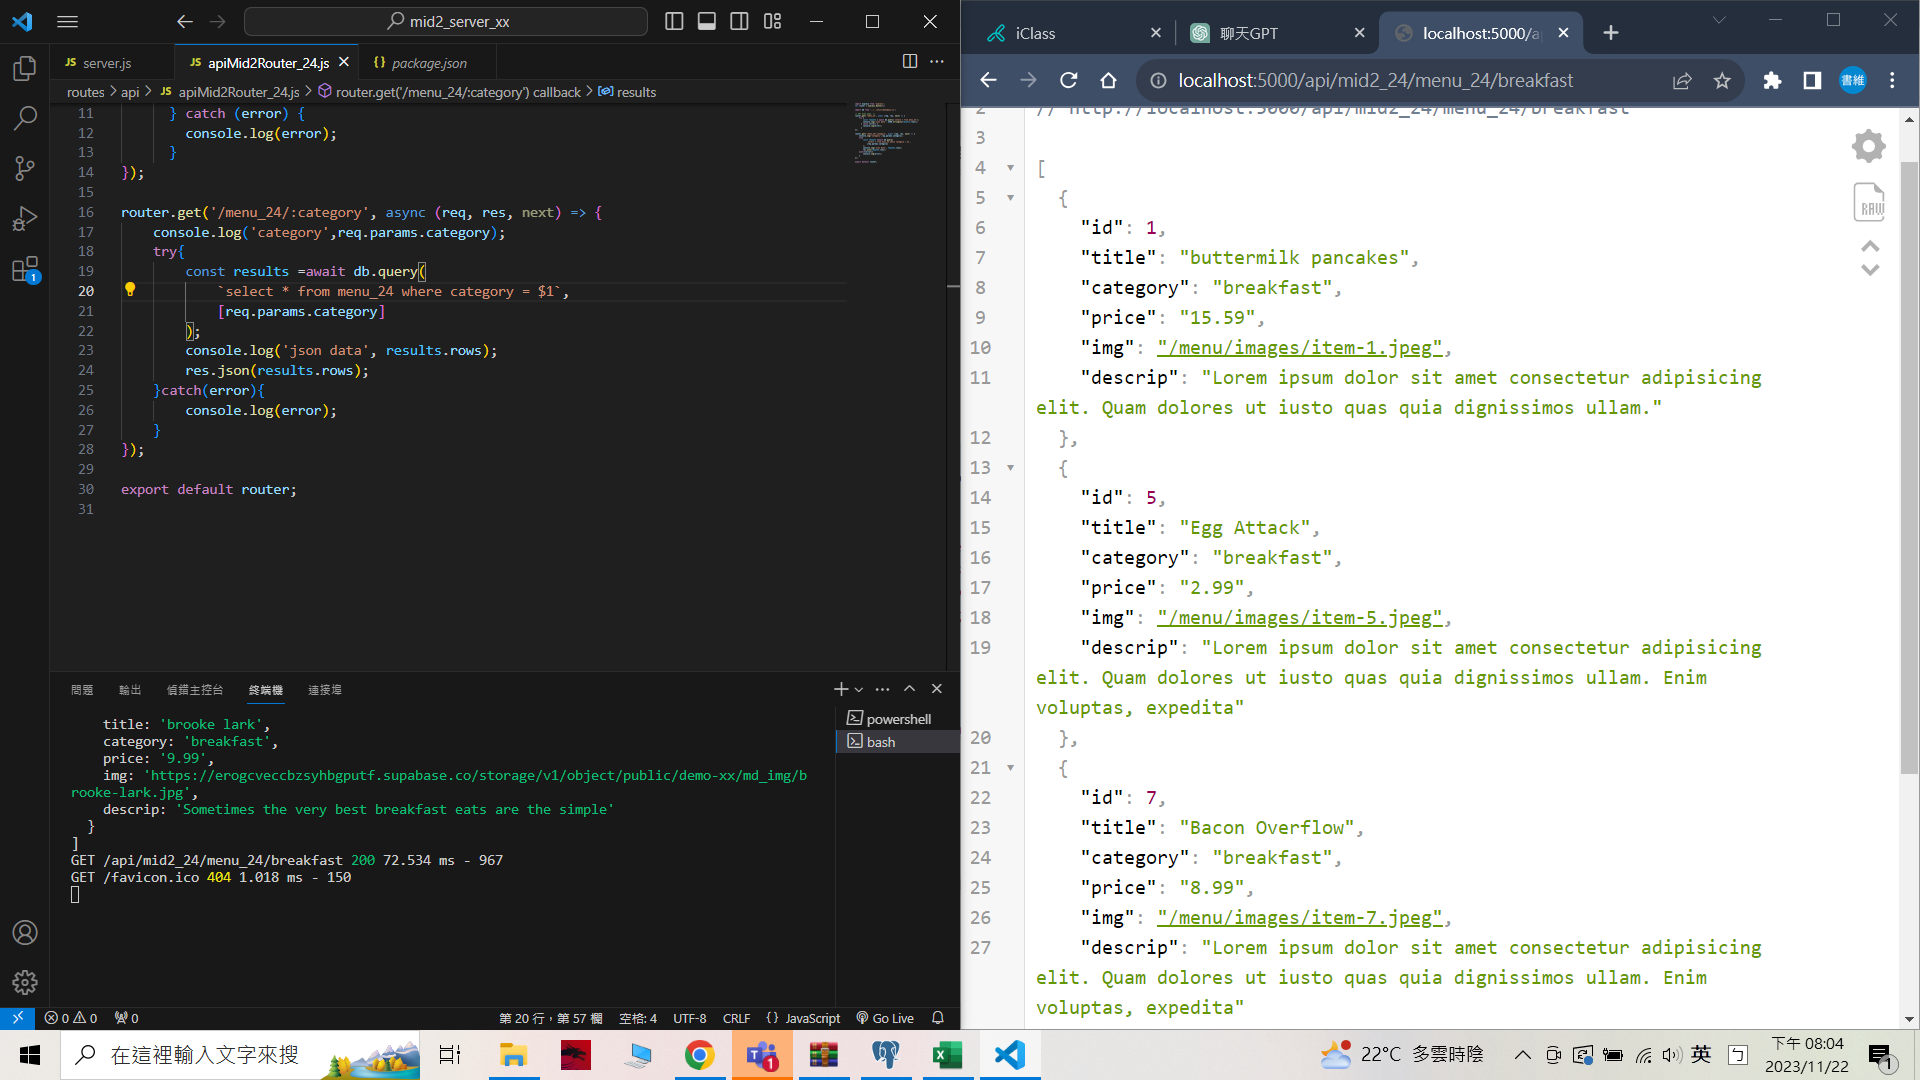 mid2_server_xx
JS server.js
JS apiMid2Router_24.js
{} package.json
routes > api > JS apiMid2Router_24.js > router.get('/menu_24/:category') callback > results
11 } catch (error) {
12 console.log(error);
13 }
14 });
15
16 router.get('/menu_24/:category', async (req, res, next) => {
17 console.log('category',req.params.category);
18 try{
19 const results =await db.query(
20 `select * from menu_24 where category = $1`,
21 [req.params.category]
22 );
23 console.log('json data', results.rows);
24 res.json(results.rows);
25 }catch(error){
26 console.log(error);
27 }
28 });
29
30 export default router;
31
1
問題 輸出 偵錯主控台 終端機 連接埠
powershell
bash
title: 'brooke lark',
category: 'breakfast',
price: '9.99',
img: 'https://erogcveccbzsyhbgputf.supabase.co/storage/v1/object/public/demo-xx/md_img/b
rooke-lark.jpg',
descrip: 'Sometimes the very best breakfast eats are the simple'
}
]
GET /api/mid2_24/menu_24/breakfast 200 72.534 ms - 967
GET /favicon.ico 404 1.018 ms - 150
0 0 0 第 20 行，第 57 欄 空格: 4 UTF-8 CRLF {} JavaScript Go Live
iClass
聊天GPT
localhost:5000/a
localhost:5000/api/mid2_24/menu_24/breakfast
書維
2 // http://localhost:5000/api/mid2_24/menu_24/breakfast
3
4 [
5 {
6 "id": 1,
7 "title": "buttermilk pancakes",
8 "category": "breakfast",
9 "price": "15.59",
10 "img": "/menu/images/item-1.jpeg",
11 "descrip": "Lorem ipsum dolor sit amet consectetur adipisicing
elit. Quam dolores ut iusto quas quia dignissimos ullam."
12 },
13 {
14 "id": 5,
15 "title": "Egg Attack",
16 "category": "breakfast",
17 "price": "2.99",
18 "img": "/menu/images/item-5.jpeg",
19 "descrip": "Lorem ipsum dolor sit amet consectetur adipisicing
elit. Quam dolores ut iusto quas quia dignissimos ullam. Enim
voluptas, expedita"
20 },
21 {
22 "id": 7,
23 "title": "Bacon Overflow",
24 "category": "breakfast",
25 "price": "8.99",
26 "img": "/menu/images/item-7.jpeg",
27 "descrip": "Lorem ipsum dolor sit amet consectetur adipisicing
elit. Quam dolores ut iusto quas quia dignissimos ullam. Enim
voluptas, expedita"
RAW
在這裡輸入文字來搜
1
22°C 多雲時陰
英
下午 08:04
2023/11/22
1